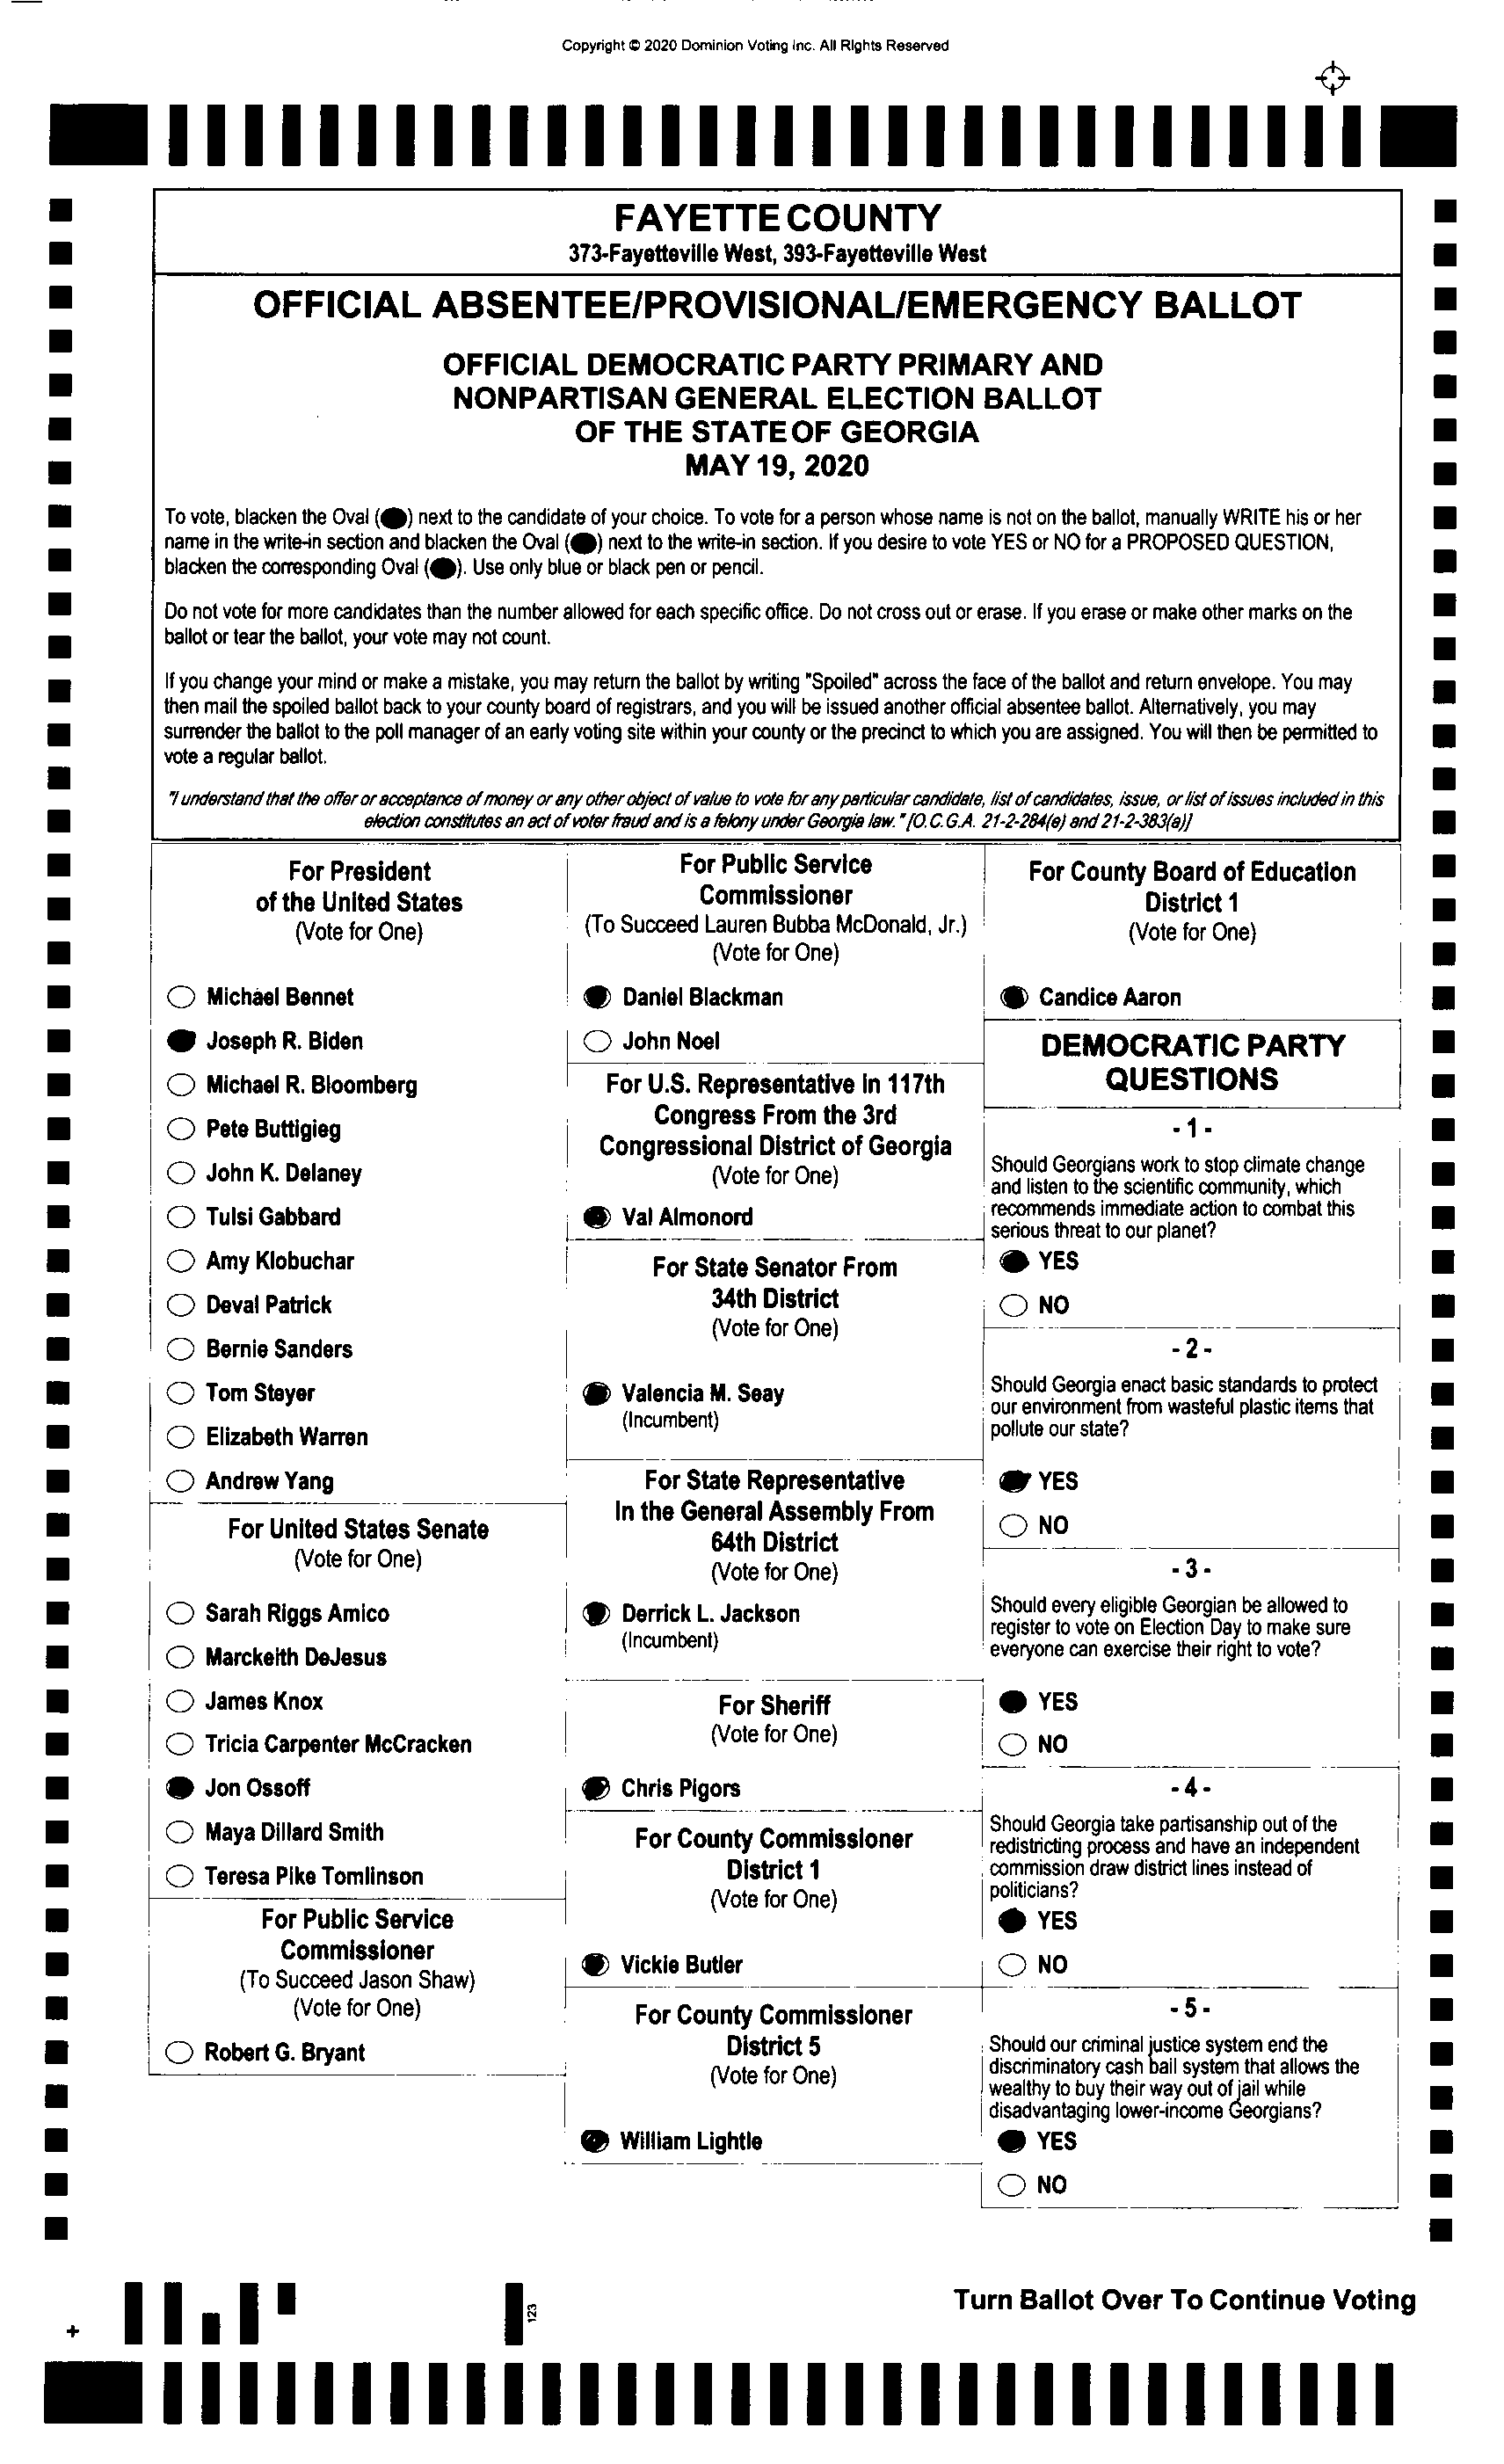 Copyright © 2020 Dominion Voting Inc. All Rights Reserved
FAYETTE COUNTY
373-Fayetteville West, 393-Fayetteville West
OFFICIAL ABSENTEE/PROVISIONAL/EMERGENCY BALLOT
OFFICIAL DEMOCRATIC PARTY PRIMARY AND
NONPARTISAN GENERAL ELECTION BALLOT
OF THE STATE OF GEORGIA
MAY 19, 2020
To vote, blacken the Oval (●) next to the candidate of your choice. To vote for a person whose name is not on the ballot, manually WRITE his or her
name in the write-in section and blacken the Oval (●) next to the write-in section. If you desire to vote YES or NO for a PROPOSED QUESTION,
blacken the corresponding Oval (●). Use only blue or black pen or pencil.
Do not vote for more candidates than the number allowed for each specific office. Do not cross out or erase. If you erase or make other marks on the
ballot or tear the ballot, your vote may not count.
If you change your mind or make a mistake, you may return the ballot by writing "Spoiled" across the face of the ballot and return envelope. You may
then mail the spoiled ballot back to your county board of registrars, and you will be issued another official absentee ballot. Alternatively, you may
surrender the ballot to the poll manager of an early voting site within your county or the precinct to which you are assigned. You will then be permitted to
vote a regular ballot.
"I understand that the offer or acceptance of money or any other object of value to vote for any particular candidate, list of candidates, issue, or list of issues included in this
election constitutes an act of voter fraud and is a felony under Georgia law." [O.C.G.A. 21-2-284(e) and 21-2-383(a)]
For President
of the United States
(Vote for One)
Michael Bennet
Joseph R. Biden
Michael R. Bloomberg
Pete Buttigieg
John K. Delaney
Tulsi Gabbard
Amy Klobuchar
Deval Patrick
Bernie Sanders
Tom Steyer
Elizabeth Warren
Andrew Yang
For United States Senate
(Vote for One)
Sarah Riggs Amico
Marckeith DeJesus
James Knox
Tricia Carpenter McCracken
Jon Ossoff
Maya Dillard Smith
Teresa Pike Tomlinson
For Public Service
Commissioner
(To Succeed Jason Shaw)
(Vote for One)
Robert G. Bryant
For Public Service
Commissioner
(To Succeed Lauren Bubba McDonald, Jr.)
(Vote for One)
Daniel Blackman
John Noel
For U.S. Representative in 117th
Congress From the 3rd
Congressional District of Georgia
(Vote for One)
Val Almonord
For State Senator From
34th District
(Vote for One)
Valencia M. Seay
(Incumbent)
For State Representative
In the General Assembly From
64th District
(Vote for One)
Derrick L. Jackson
(Incumbent)
For Sheriff
(Vote for One)
Chris Pigors
For County Commissioner
District 1
(Vote for One)
Vickie Butler
For County Commissioner
District 5
(Vote for One)
William Lightle
For County Board of Education
District 1
(Vote for One)
Candice Aaron
DEMOCRATIC PARTY
QUESTIONS
- 1 -
Should Georgians work to stop climate change
and listen to the scientific community, which
recommends immediate action to combat this
serious threat to our planet?
YES
NO
- 2 -
Should Georgia enact basic standards to protect
our environment from wasteful plastic items that
pollute our state?
YES
NO
- 3 -
Should every eligible Georgian be allowed to
register to vote on Election Day to make sure
everyone can exercise their right to vote?
YES
NO
- 4 -
Should Georgia take partisanship out of the
redistricting process and have an independent
commission draw district lines instead of
politicians?
YES
NO
- 5 -
Should our criminal justice system end the
discriminatory cash bail system that allows the
wealthy to buy their way out of jail while
disadvantaging lower-income Georgians?
YES
NO
Turn Ballot Over To Continue Voting
123